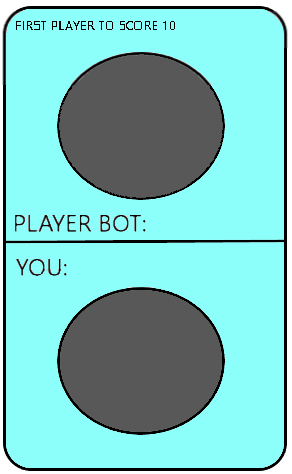 FIRST PLAYER TO SCORE 10
PLAYER BOT:
YOU: